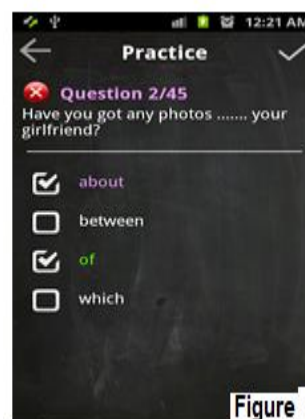 12:21 AM
Practice
Question 2/45
Have you got any photos ....... your
girlfriend?
about
between
of
which
Figure